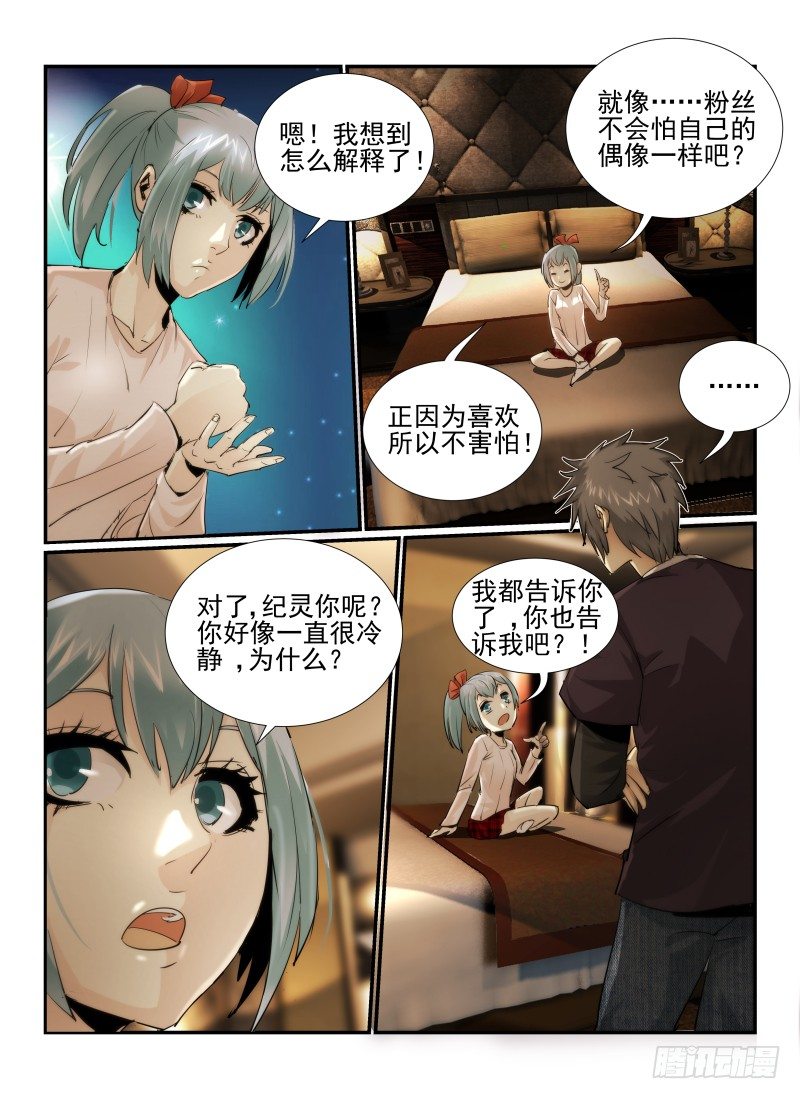 嗯！我想到
怎么解释了！
就像……粉丝
不会怕自己的
偶像一样吧？
正因为喜欢
所以不害怕！
……
对了,纪灵你呢？
你好像一直很冷
静 ,为什么？
我都告诉你
了 ,你也告
诉我吧？！
腾讯动漫